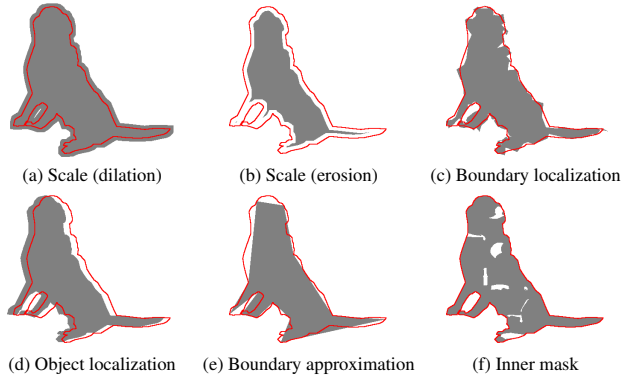 (a) Scale (dilation)
(b) Scale (erosion)
(c) Boundary localization
(d) Object localization
(e) Boundary approximation
(f) Inner mask